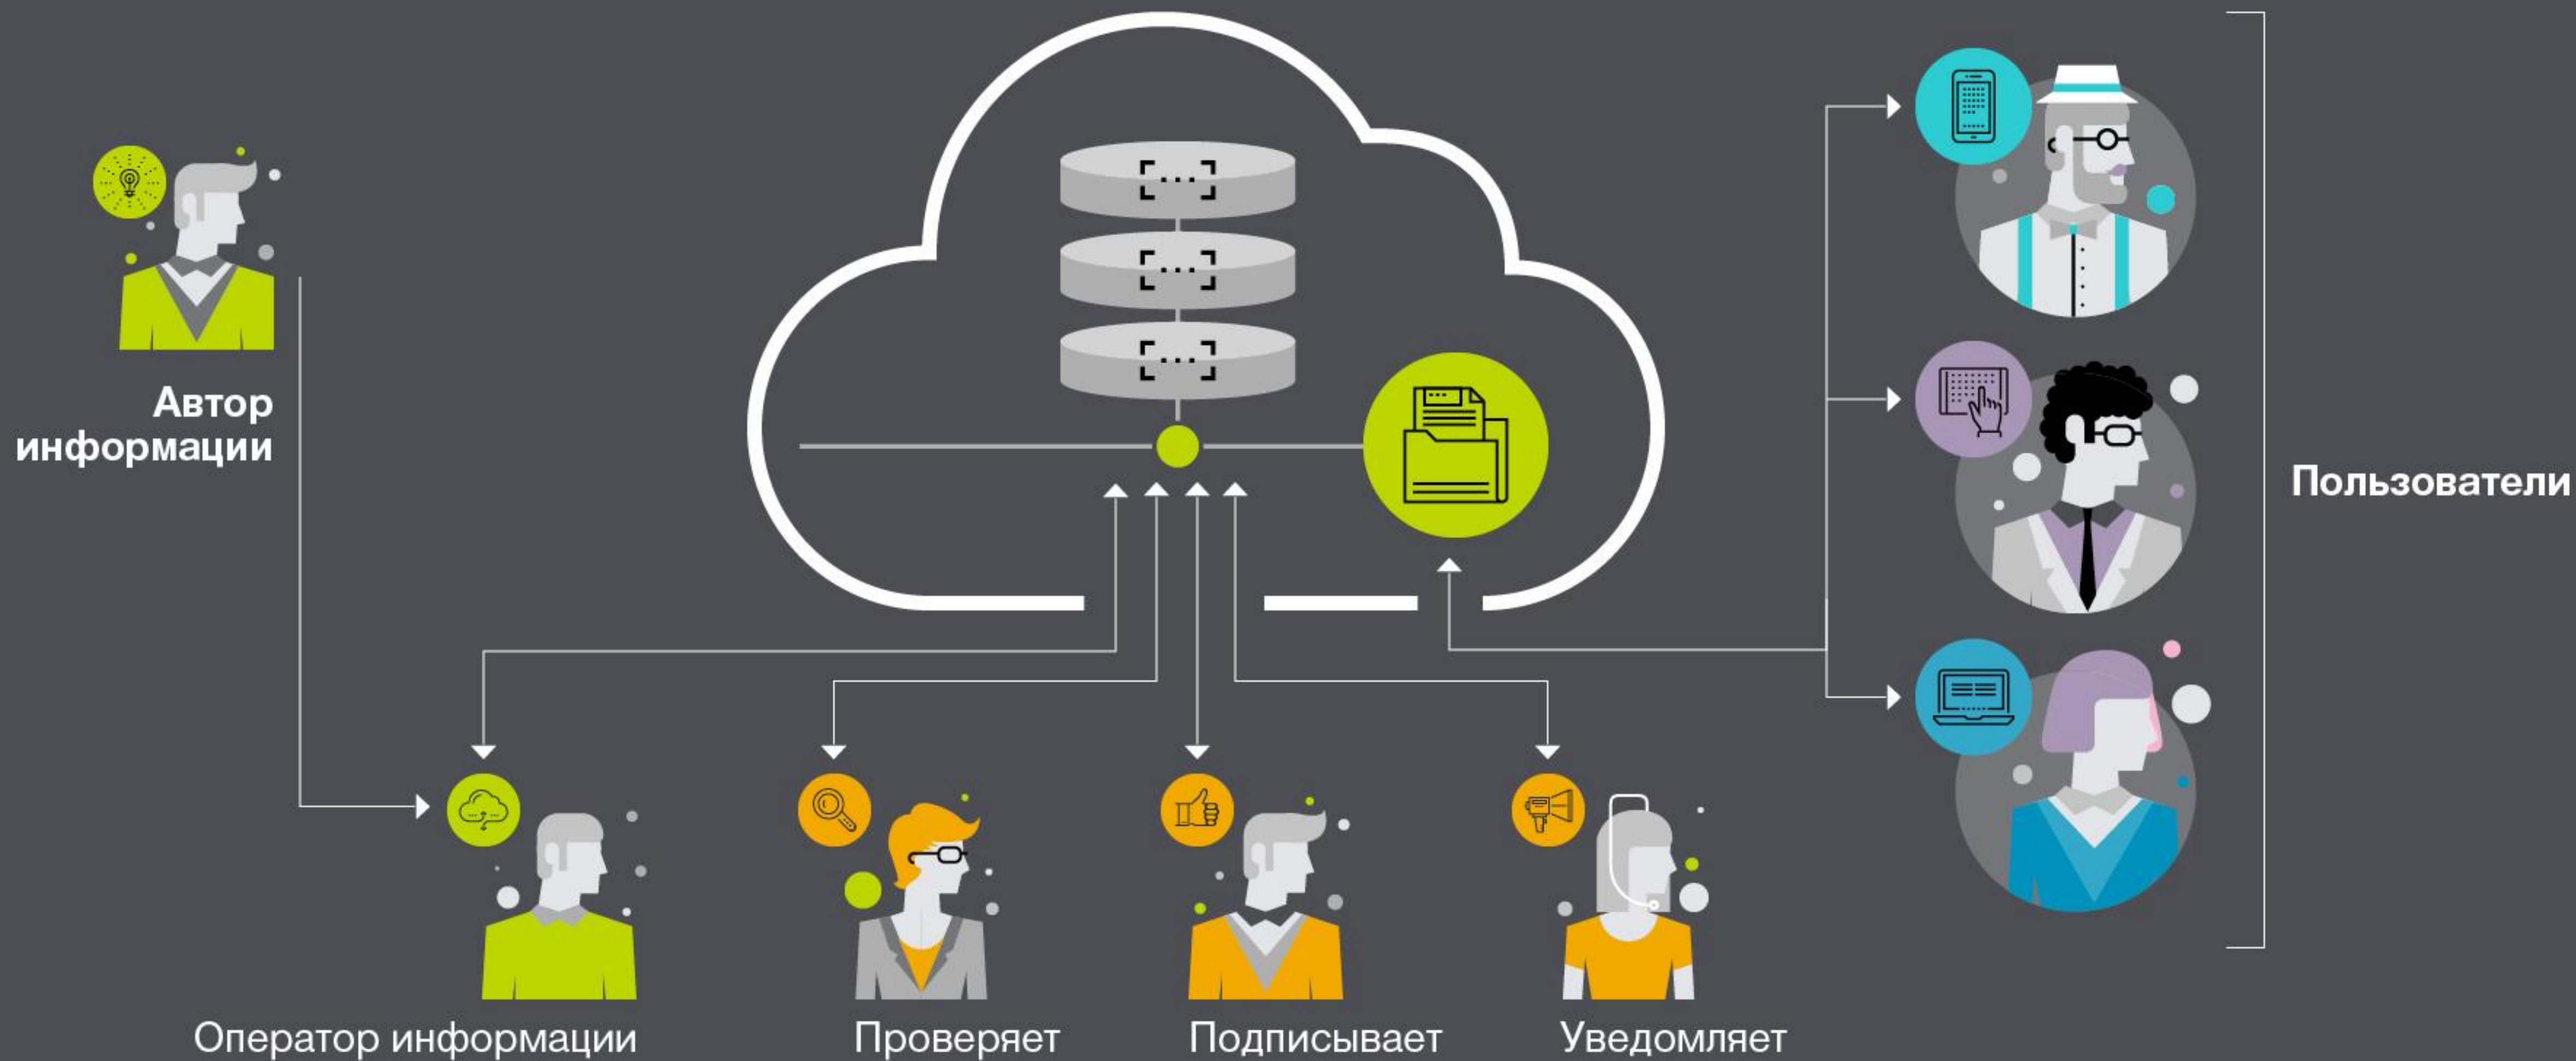 Автор
информации
Пользователи
Оператор информации
Проверяет
Подписывает
Уведомляет